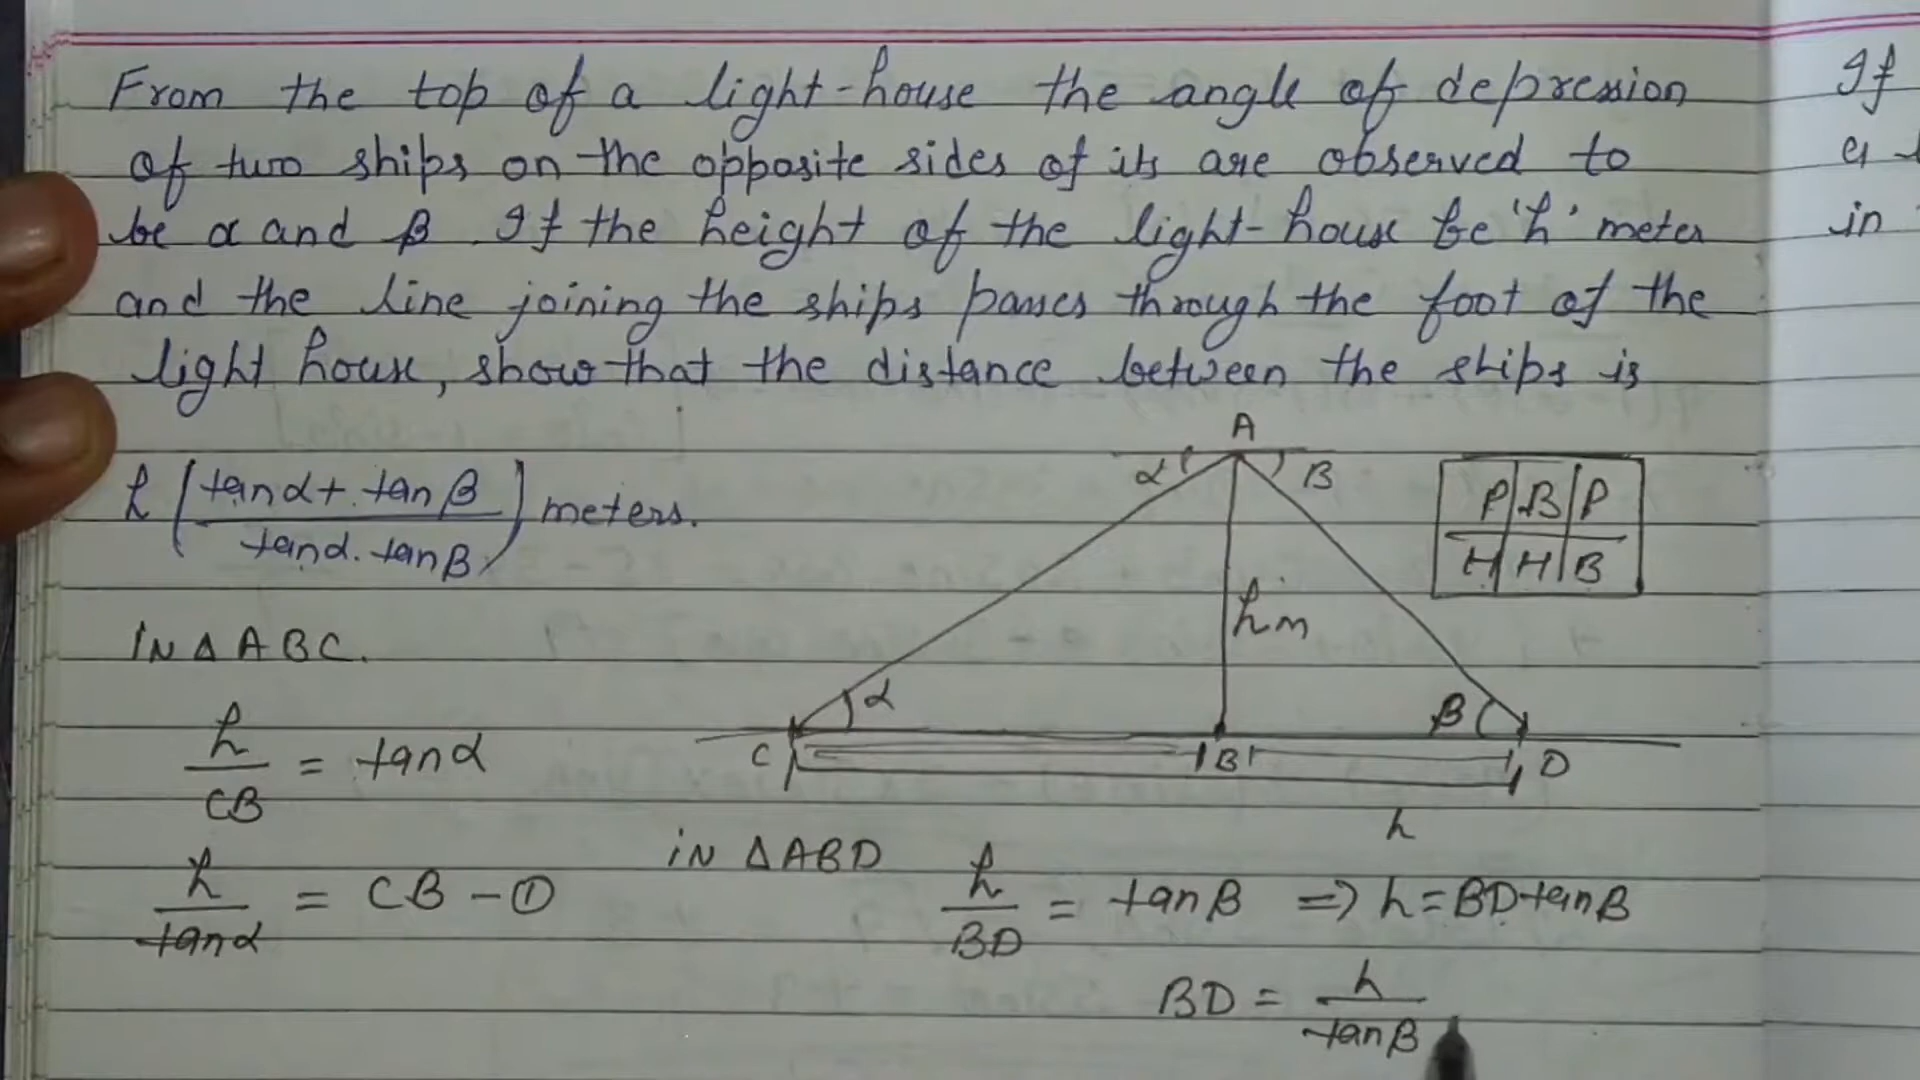 From the top of a light-house the angle of depression
of two ships on the opposite sides of its are observed to
be α and β If the height of the light-house be 'h' meter
and the line joining the ships passes through the foot of the
light house, show that the distance between the ships is
h (tanα + tanβ / tanα . tanβ) meters.
A
α B
P B P
H H B
hm
α β
C B D
h
IN Δ ABC.
h/CB = tanα
h/tanα = CB - ①
iN Δ ABD h/BD = tanβ => h = BD tanβ
BD = h/tanβ
If
a
in